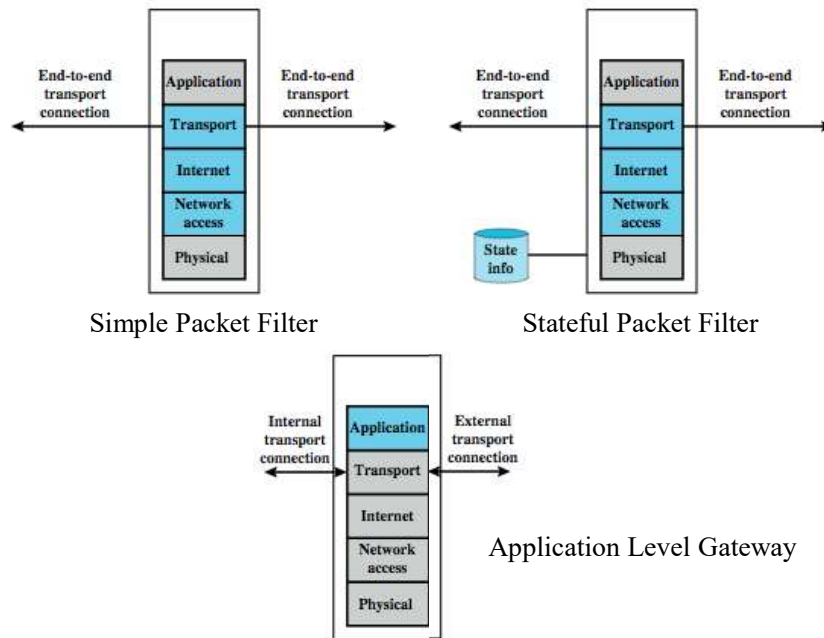 End-to-end
transport
connection
Application
Transport
Internet
Network
access
Physical
End-to-end
transport
connection
Simple Packet Filter
End-to-end
transport
connection
State
info
Application
Transport
Internet
Network
access
Physical
End-to-end
transport
connection
Stateful Packet Filter
Internal
transport
connection
Application
Transport
Internet
Network
access
Physical
External
transport
connection
Application Level Gateway